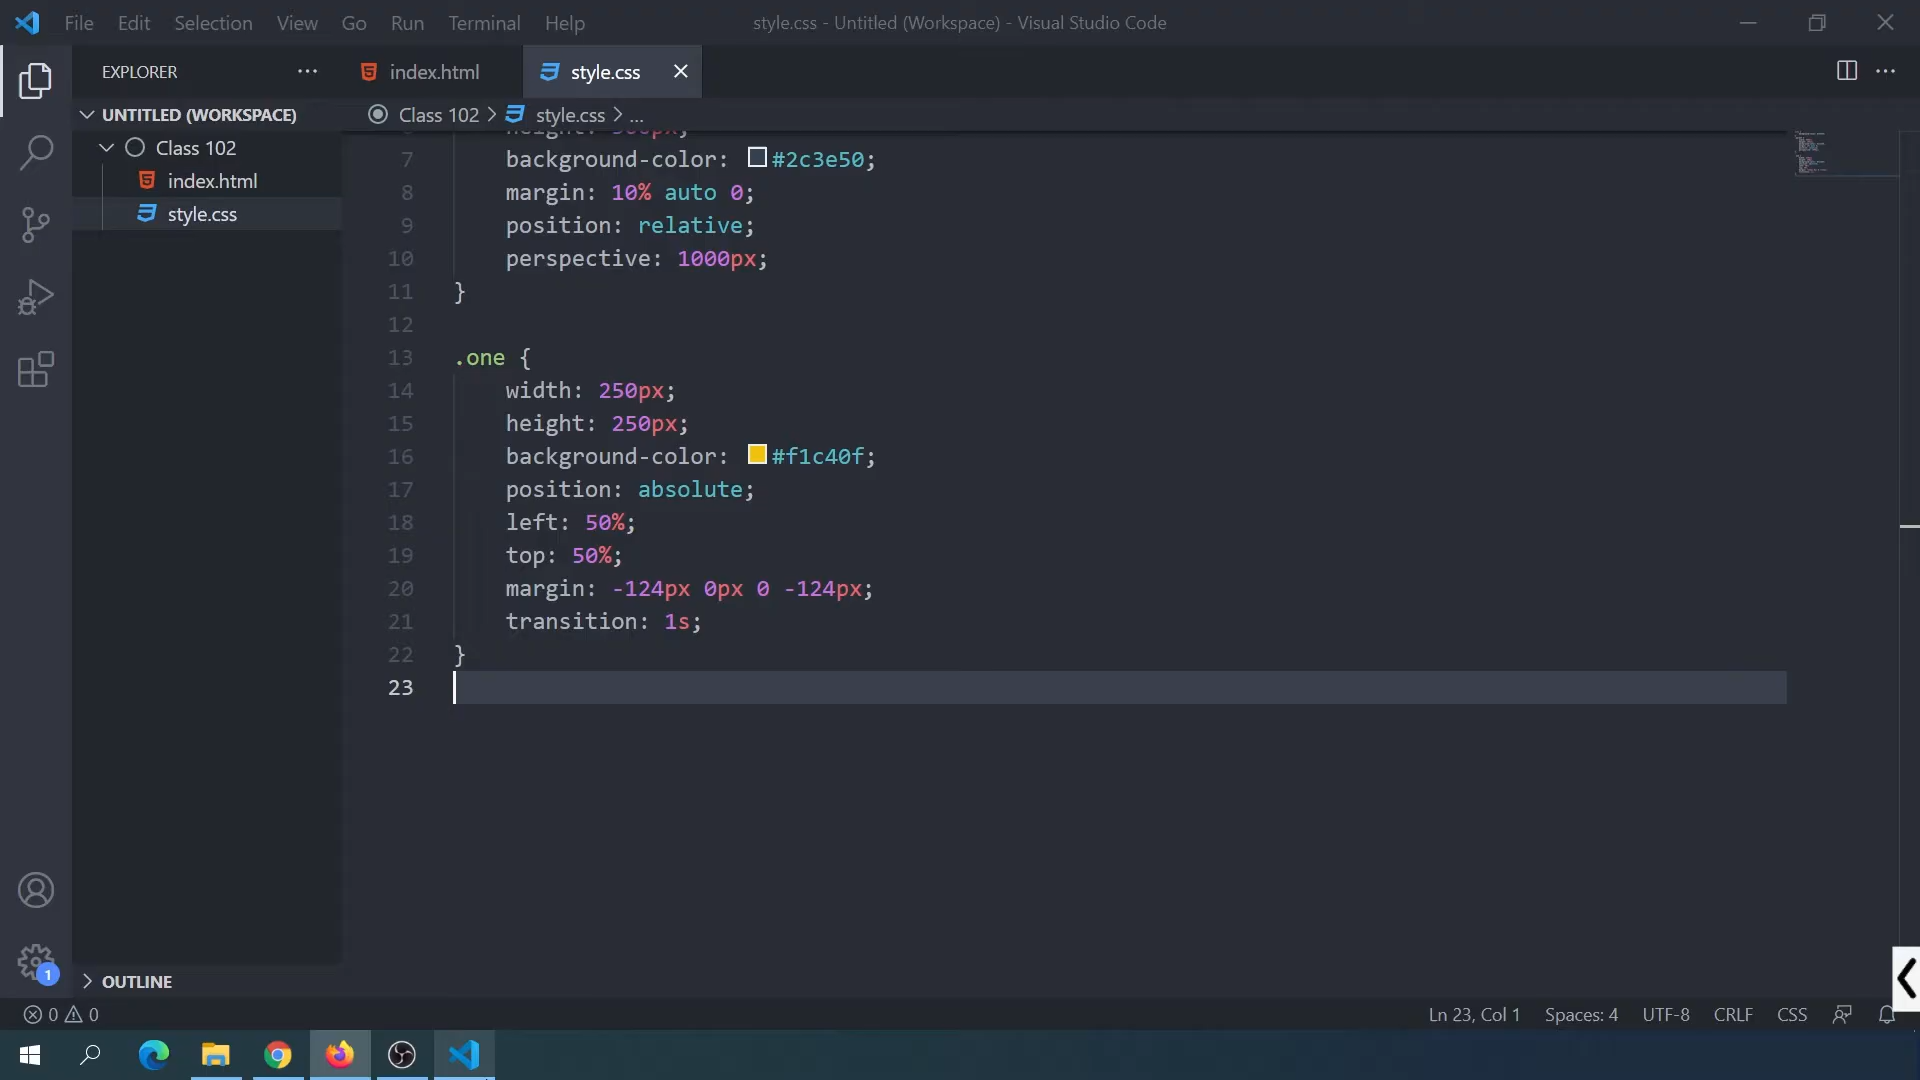 File Edit Selection View Go Run Terminal Help
style.css - Untitled (Workspace) - Visual Studio Code
EXPLORER
index.html
style.css
UNTITLED (WORKSPACE)
Class 102 > style.css > ...
Class 102
index.html
style.css
7 background-color: #2c3e50;
8 margin: 10% auto 0;
9 position: relative;
10 perspective: 1000px;
11 }
12
13 .one {
14 width: 250px;
15 height: 250px;
16 background-color: #f1c40f;
17 position: absolute;
18 left: 50%;
19 top: 50%;
20 margin: -124px 0px 0 -124px;
21 transition: 1s;
22 }
23
1
OUTLINE
0 0
Ln 23, Col 1 Spaces: 4 UTF-8 CRLF CSS